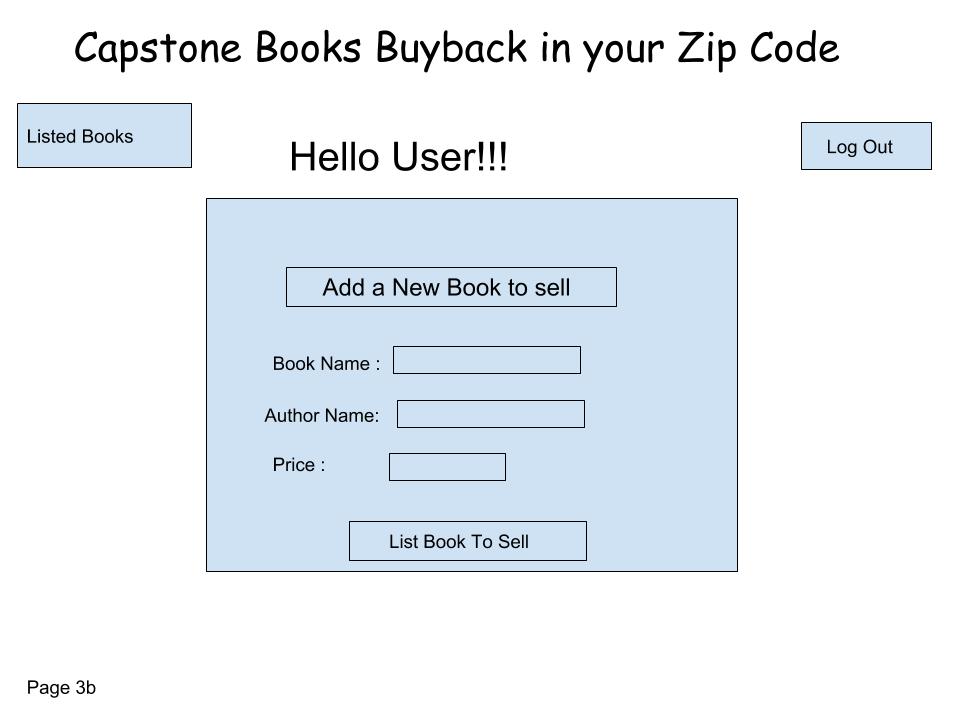 Capstone Books Buyback in your Zip Code
Listed Books
Hello User!!!
Log Out
Add a New Book to sell
Book Name :
Author Name:
Price :
List Book To Sell
Page 3b